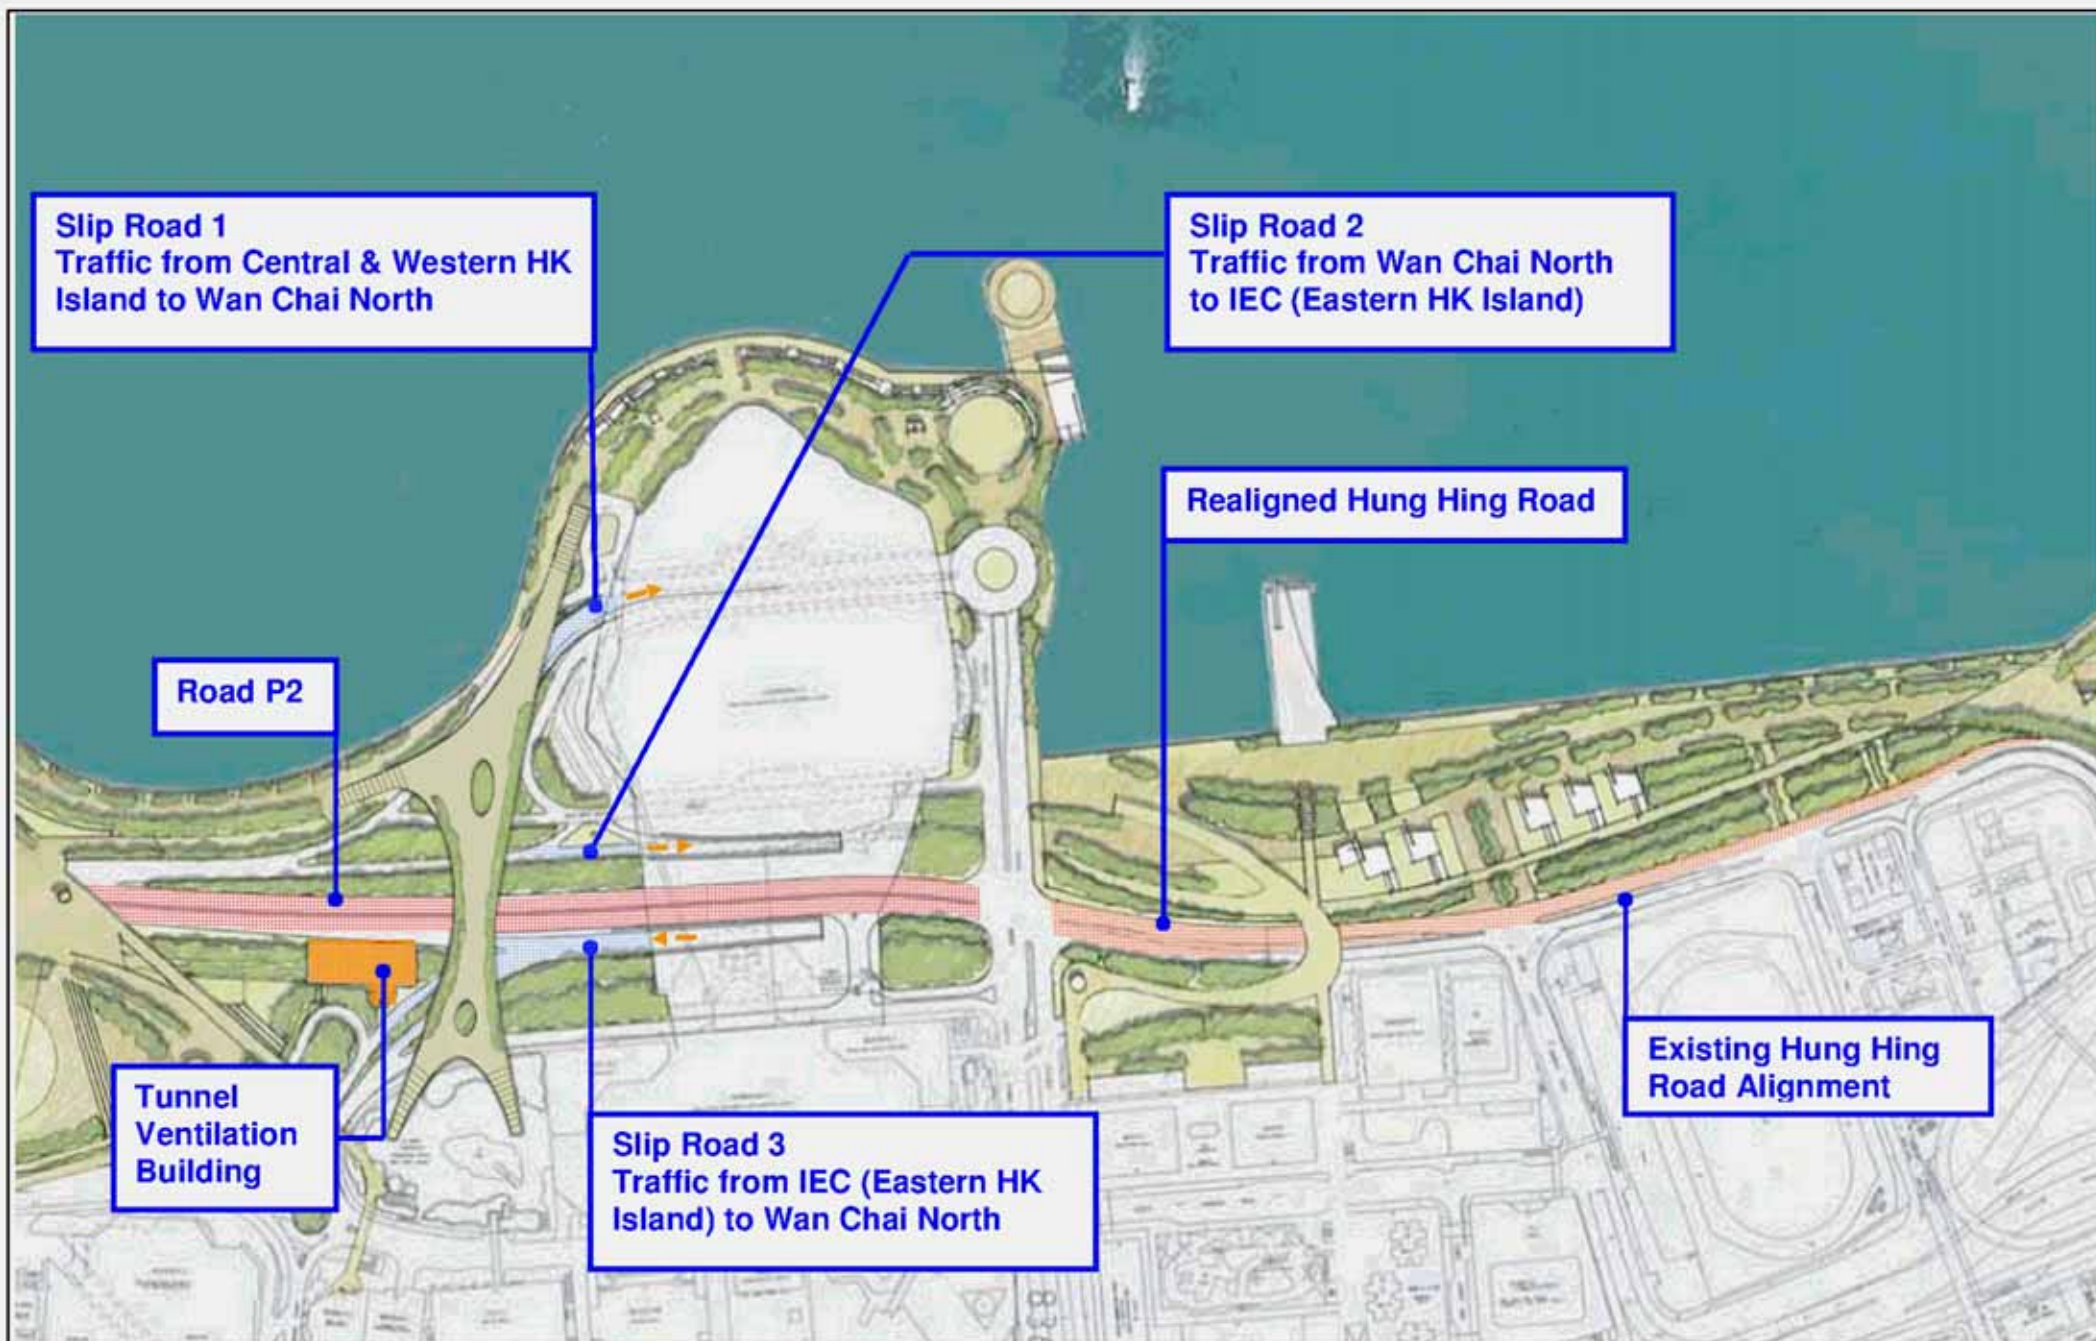 Slip Road 1
Traffic from Central & Western HK
Island to Wan Chai North
Slip Road 2
Traffic from Wan Chai North
to IEC (Eastern HK Island)
Realigned Hung Hing Road
Road P2
Existing Hung Hing
Road Alignment
Tunnel
Ventilation
Building
Slip Road 3
Traffic from IEC (Eastern HK
Island) to Wan Chai North